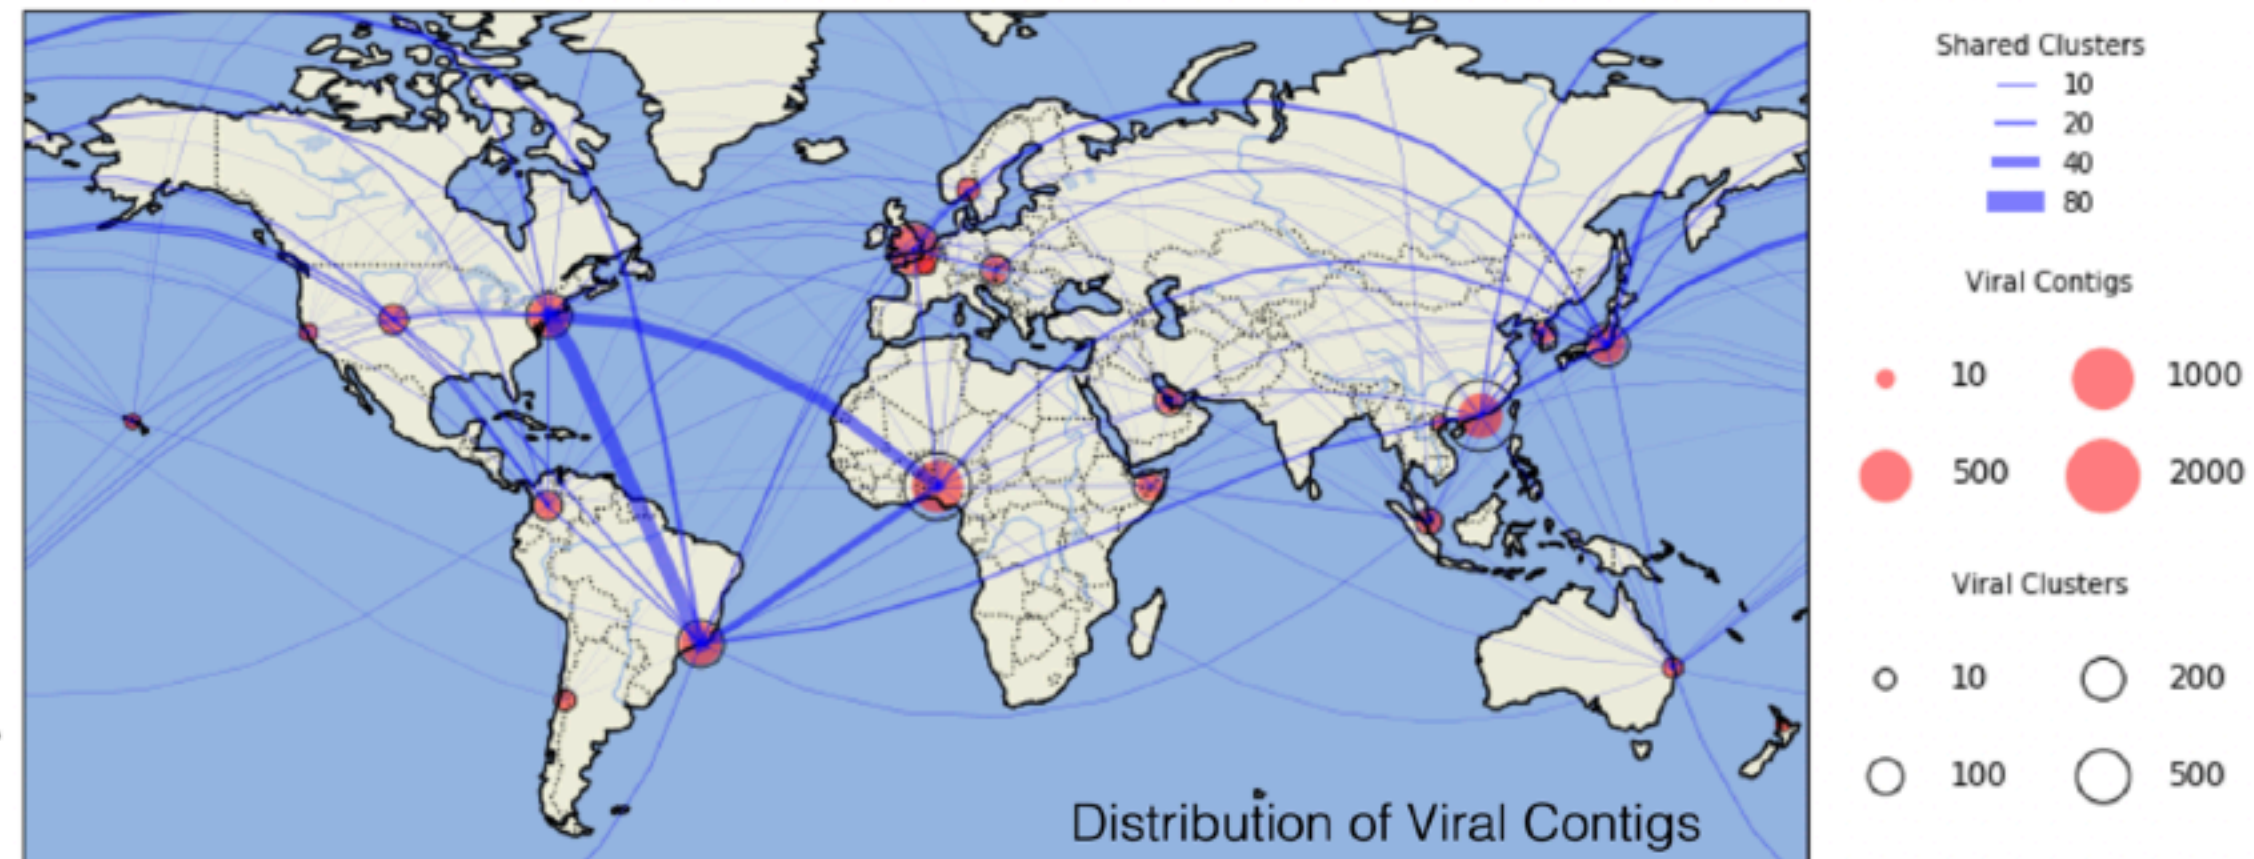 Shared Clusters
10
20
40
80
Viral Contigs
10 1000
500 2000
Viral Clusters
10 200
100 500
Distribution of Viral Contigs